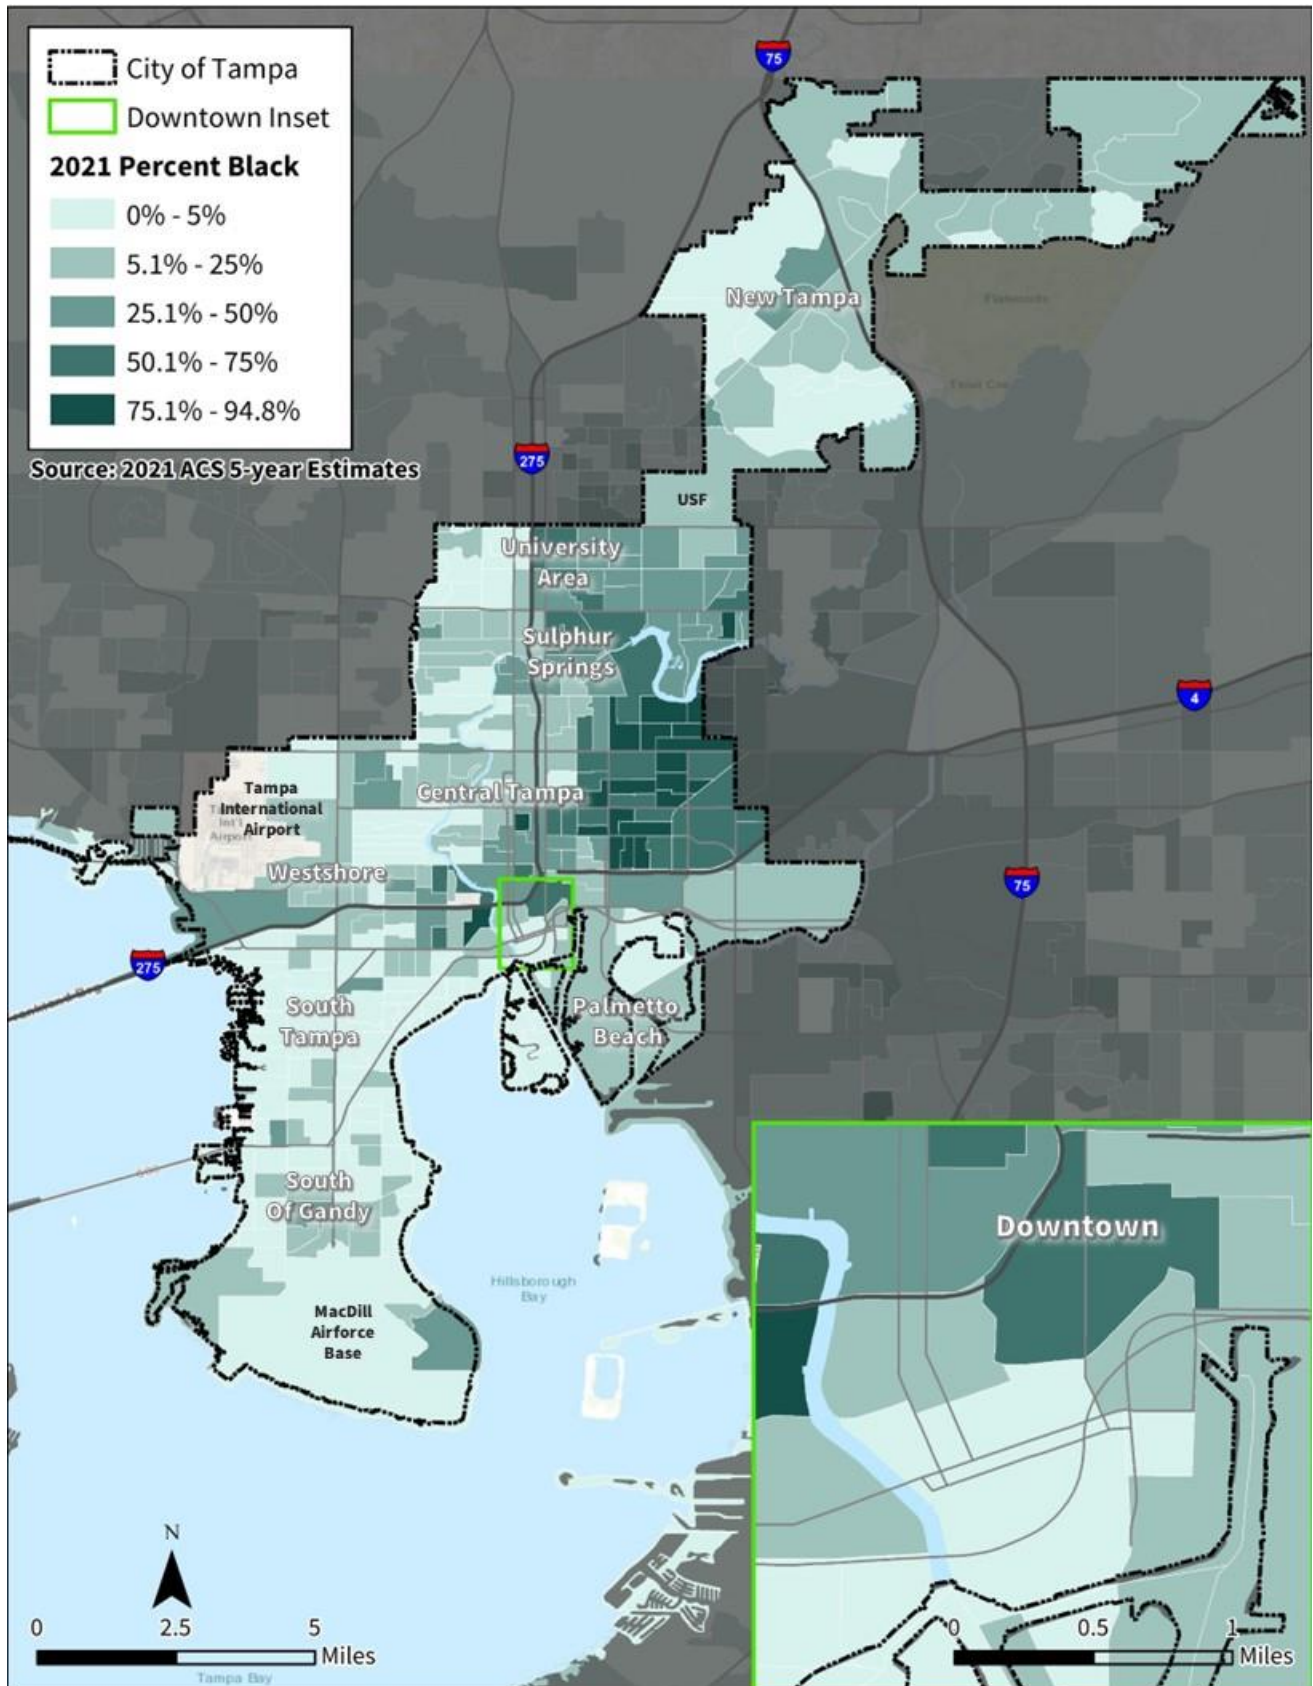 City of Tampa
Downtown Inset
2021 Percent Black
0% - 5%
5.1% - 25%
25.1% - 50%
50.1% - 75%
75.1% - 94.8%
Source: 2021 ACS 5-year Estimates
75
275
New Tampa
USF
University
Area
Sulphur
Springs
4
Central Tampa
Tampa
International
Airport
Westshore
75
275
South
Tampa
Palmetto
Beach
South
Of Gandy
MacDill
Airforce
Base
Hillsborough
Bay
Downtown
N
0 2.5 5
Miles
Tampa Bay
0 0.5 1
Miles